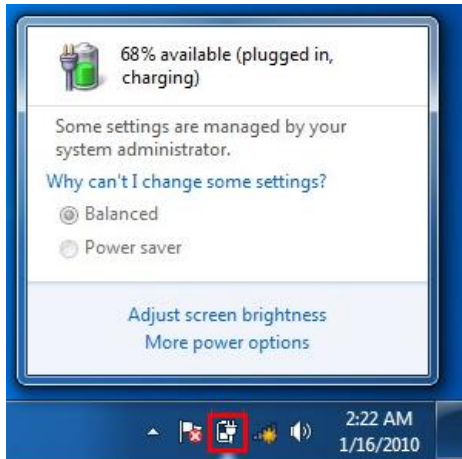 68% available (plugged in,
charging)
Some settings are managed by your
system administrator.
Why can't I change some settings?
Balanced
Power saver
Adjust screen brightness
More power options
2:22 AM
1/16/2010